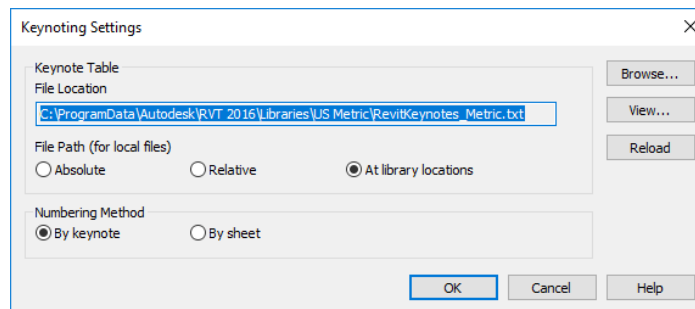 Keynoting Settings
Keynote Table
File Location
Browse...
C:\ProgramData\Autodesk\RVT 2016\Libraries\US Metric\RevitKeynotes_Metric.txt
View...
File Path (for local files)
Reload
Absolute Relative At library locations
Numbering Method
By keynote By sheet
OK Cancel Help